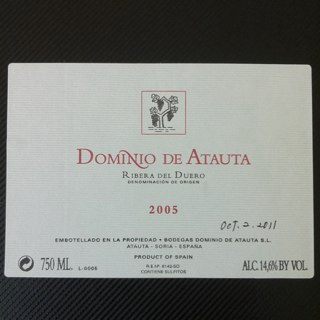 DOMINIO DE ATAUTA
RIBERA DEL DUERO
DENOMINACIÓN DE ORIGEN
2005
Oct. 2. 2011
EMBOTELLADO EN LA PROPIEDAD • BODEGAS DOMINIO DE ATAUTA S.L.
ATAUTA - SORIA - ESPAÑA
PRODUCT OF SPAIN
750 ML. L-5005 ALC. 14,6% BY VOL.
CONTIENE SULFITOS